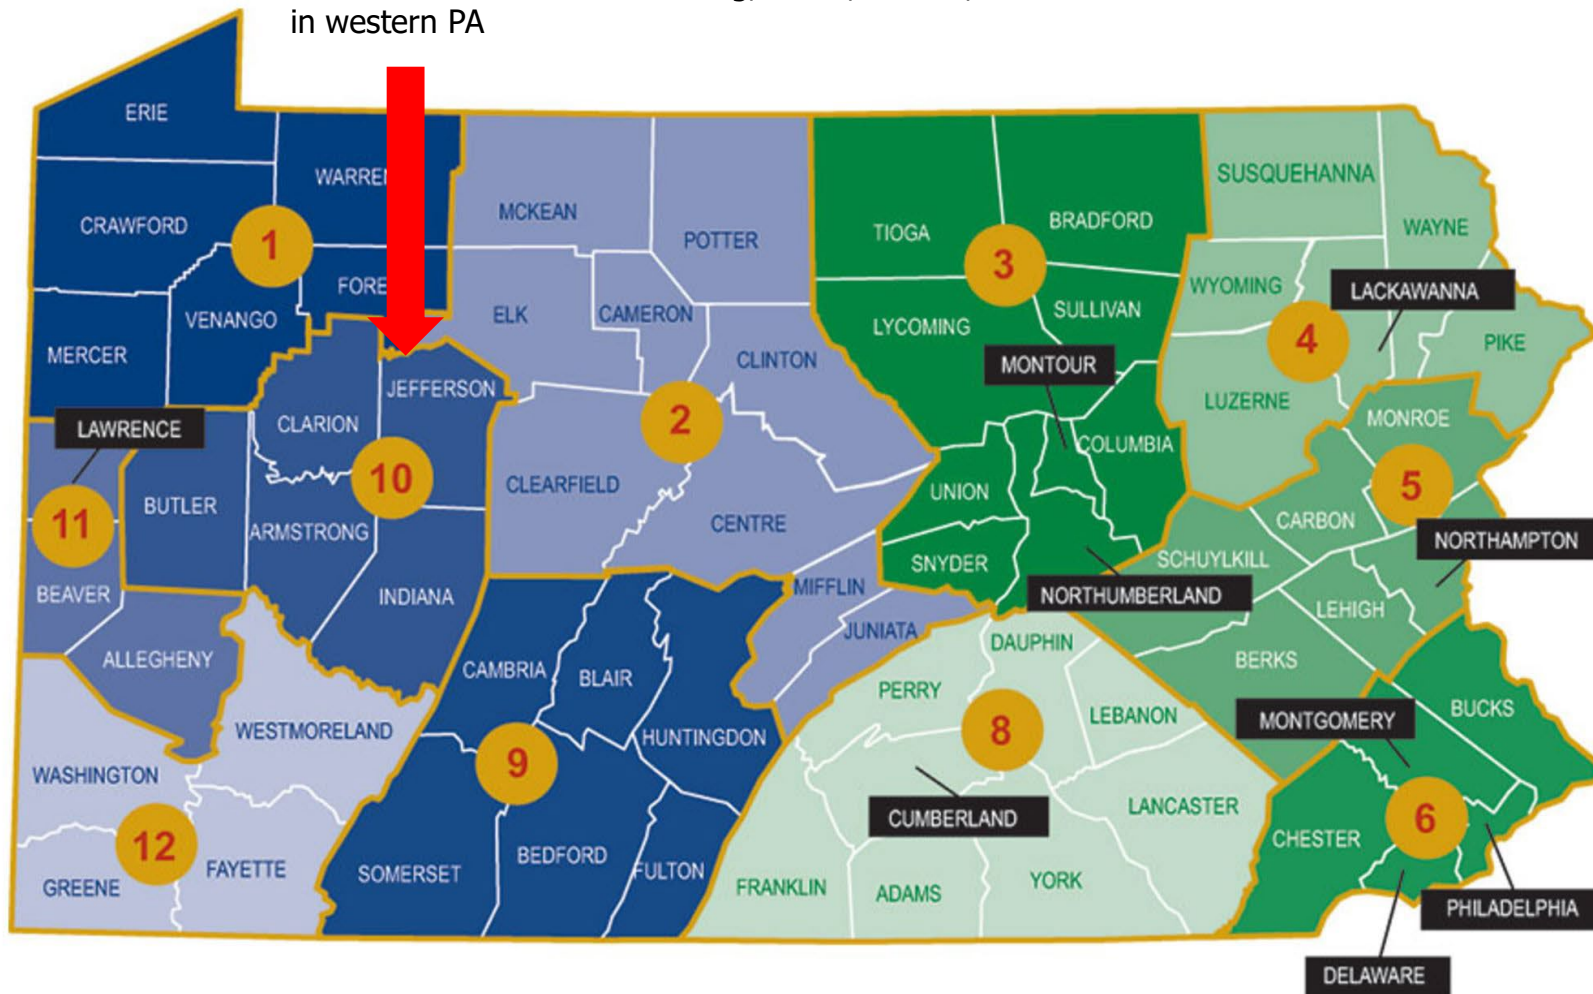 in western PA
ERIE
WARREN
CRAWFORD
1
MERCER
VENANGO
MCKEAN
POTTER
ELK
CAMERON
CLINTON
2
CLEARFIELD
CENTRE
MIFFLIN
JUNIATA
TIOGA
BRADFORD
3
LYCOMING
SULLIVAN
MONTOUR
COLUMBIA
UNION
SNYDER
NORTHUMBERLAND
SUSQUEHANNA
WAYNE
WYOMING
LACKAWANNA
4
PIKE
LUZERNE
MONROE
5
CARBON
NORTHAMPTON
SCHUYLKILL
LEHIGH
BERKS
JEFFERSON
CLARION
10
BUTLER
ARMSTRONG
INDIANA
LAWRENCE
11
BEAVER
ALLEGHENY
WESTMORELAND
WASHINGTON
12
GREENE
FAYETTE
CAMBRIA
BLAIR
HUNTINGDON
9
SOMERSET
BEDFORD
FULTON
DAUPHIN
PERRY
LEBANON
8
CUMBERLAND
LANCASTER
FRANKLIN
ADAMS
YORK
MONTGOMERY
BUCKS
CHESTER
6
PHILADELPHIA
DELAWARE